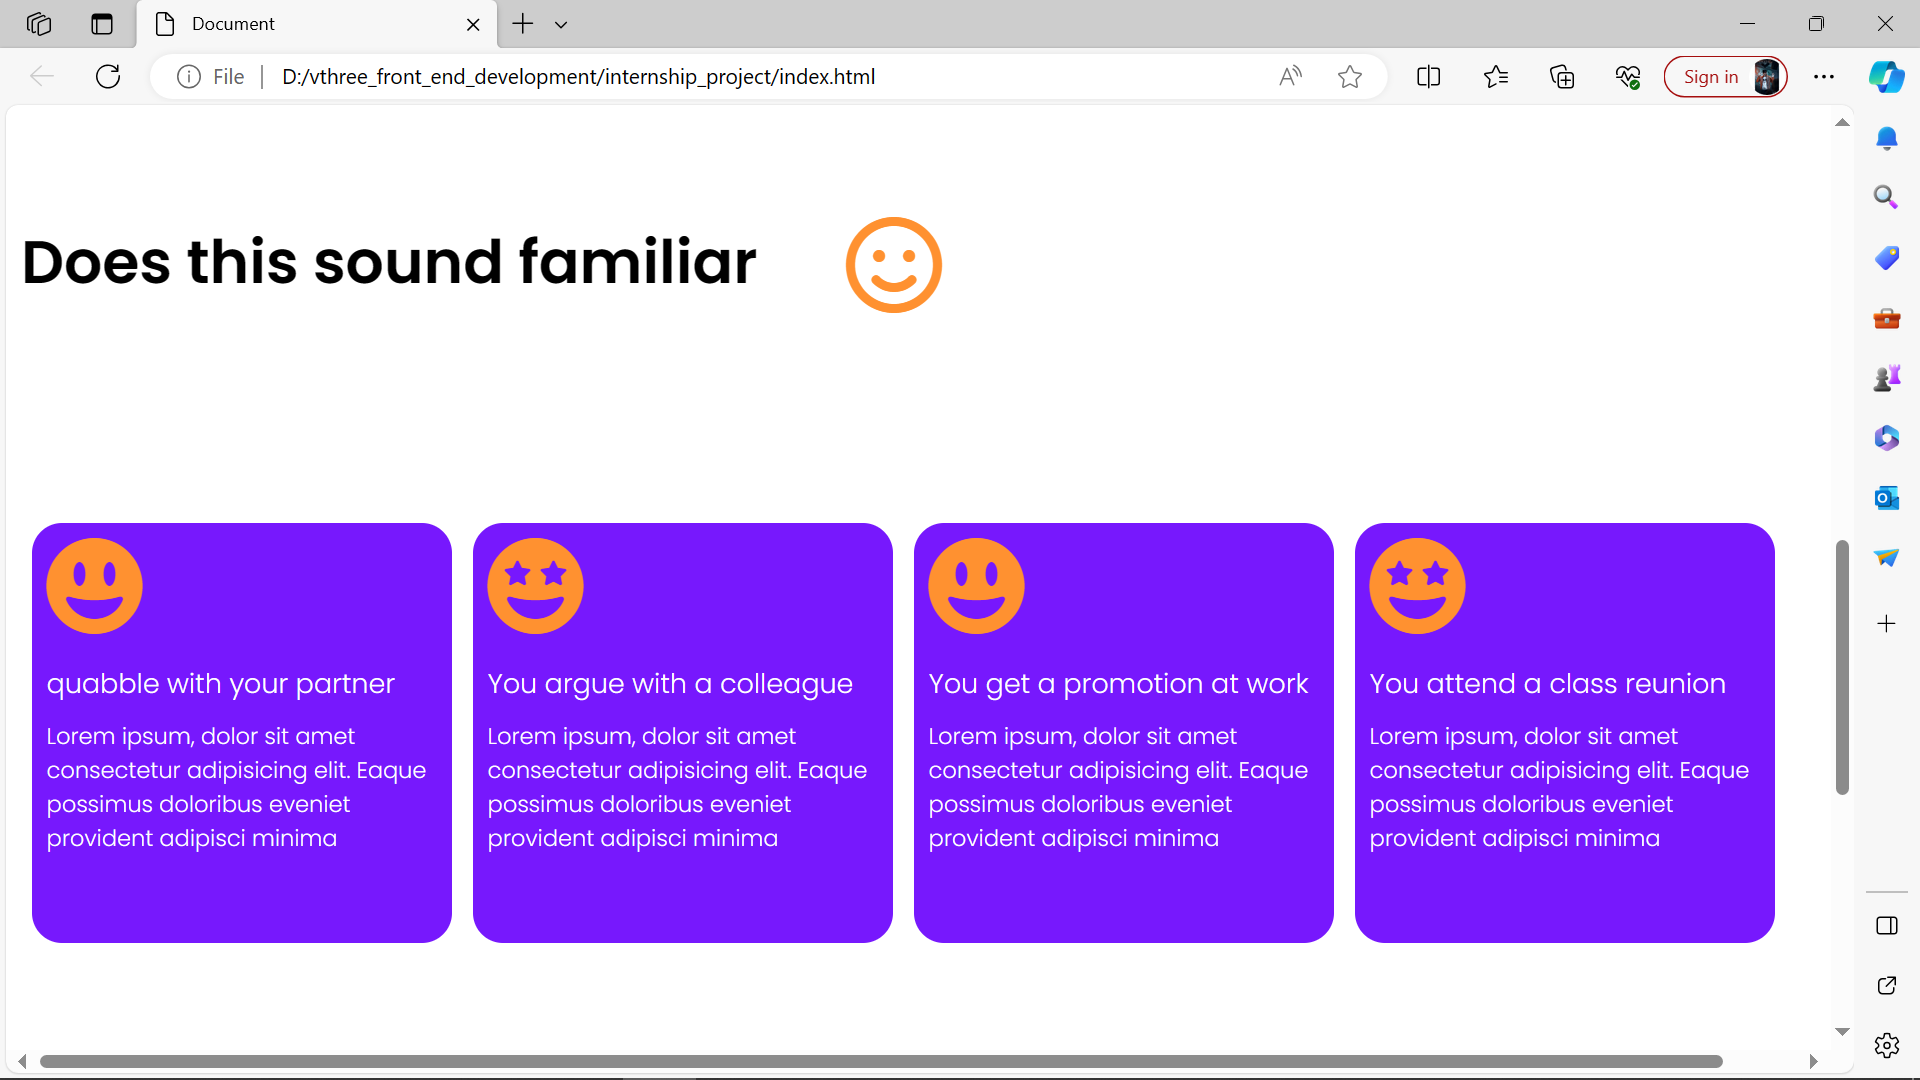 Document
File
D:/vthree_front_end_development/internship_project/index.html
Sign in
Does this sound familiar
quabble with your partner
Lorem ipsum, dolor sit amet
consectetur adipisicing elit. Eaque
possimus doloribus eveniet
provident adipisci minima
You argue with a colleague
Lorem ipsum, dolor sit amet
consectetur adipisicing elit. Eaque
possimus doloribus eveniet
provident adipisci minima
You get a promotion at work
Lorem ipsum, dolor sit amet
consectetur adipisicing elit. Eaque
possimus doloribus eveniet
provident adipisci minima
You attend a class reunion
Lorem ipsum, dolor sit amet
consectetur adipisicing elit. Eaque
possimus doloribus eveniet
provident adipisci minima